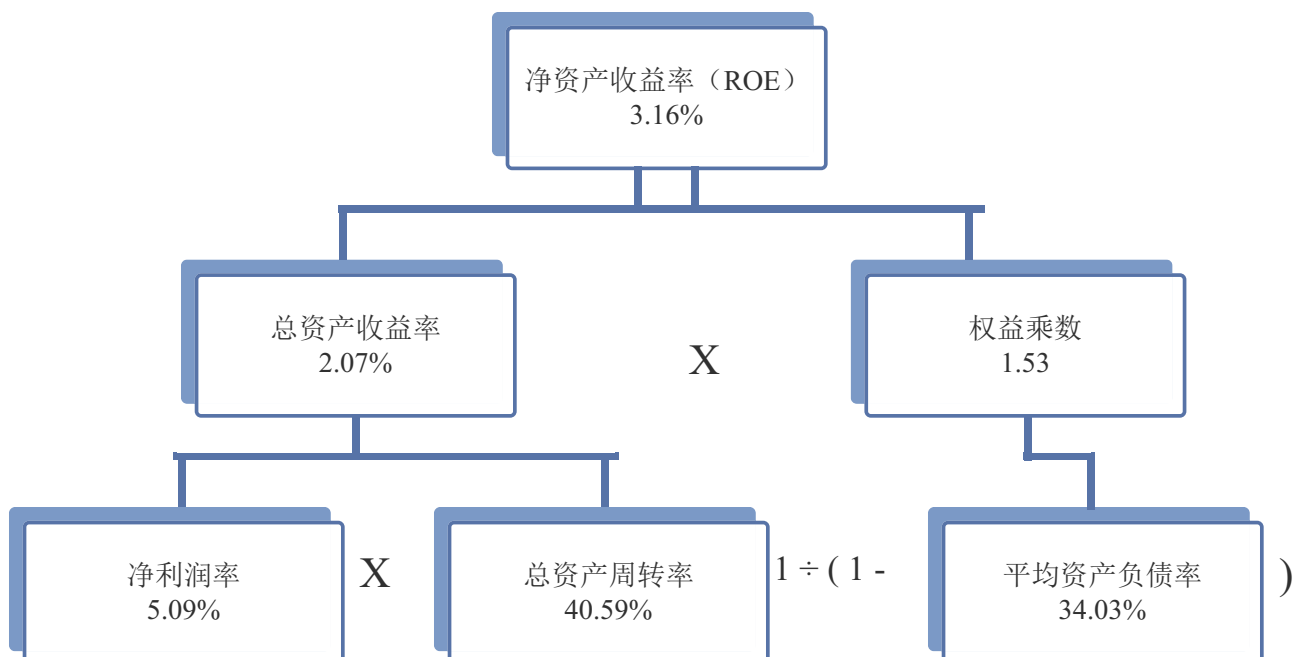 净资产收益率（ROE）
3.16%
总资产收益率
2.07%
X
权益乘数
1.53
净利润率
5.09%
X
总资产周转率
40.59%
1 ÷ ( 1 -
平均资产负债率
34.03%
)